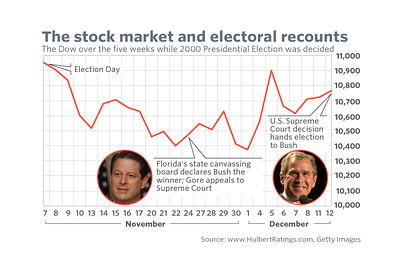 The stock market and electoral recounts
The Dow over the five weeks while 2000 Presidential Election was decided
11,000
10,900
10,800
10,700
10,600
10,500
10,400
10,300
10,200
10,100
10,000
Election Day
U.S. Supreme
Court decision
hands election
to Bush
Florida's state canvassing
board declares Bush the
winner; Gore appeals to
Supreme Court
7 8 9 10 13 14 15 16 17 20 21 22 24 27 28 29 30 1 4 5 6 7 8 11 12
November December
Source: www.HulbertRatings.com, Getty Images